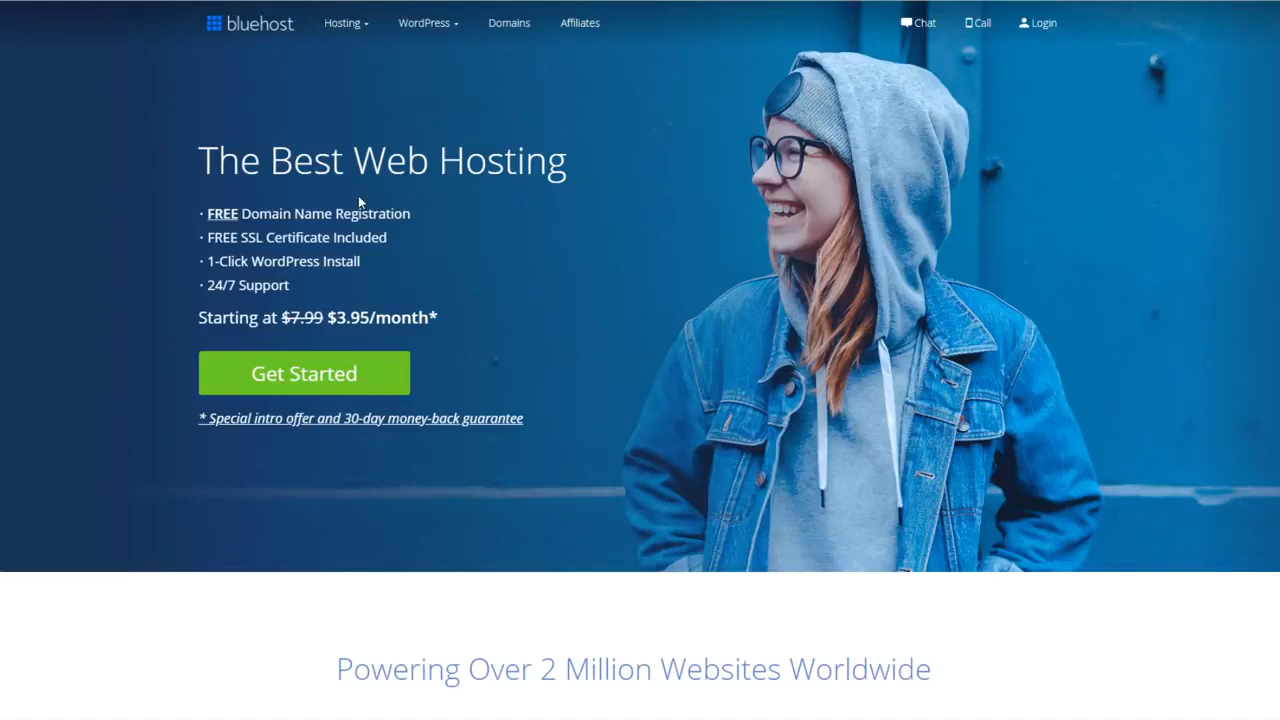 bluehost Hosting WordPress Domains Affiliates Chat Call Login
The Best Web Hosting
· FREE Domain Name Registration
· FREE SSL Certificate Included
· 1-Click WordPress Install
· 24/7 Support
Starting at $7.99 $3.95/month*
Get Started
* Special intro offer and 30-day money-back guarantee
Powering Over 2 Million Websites Worldwide